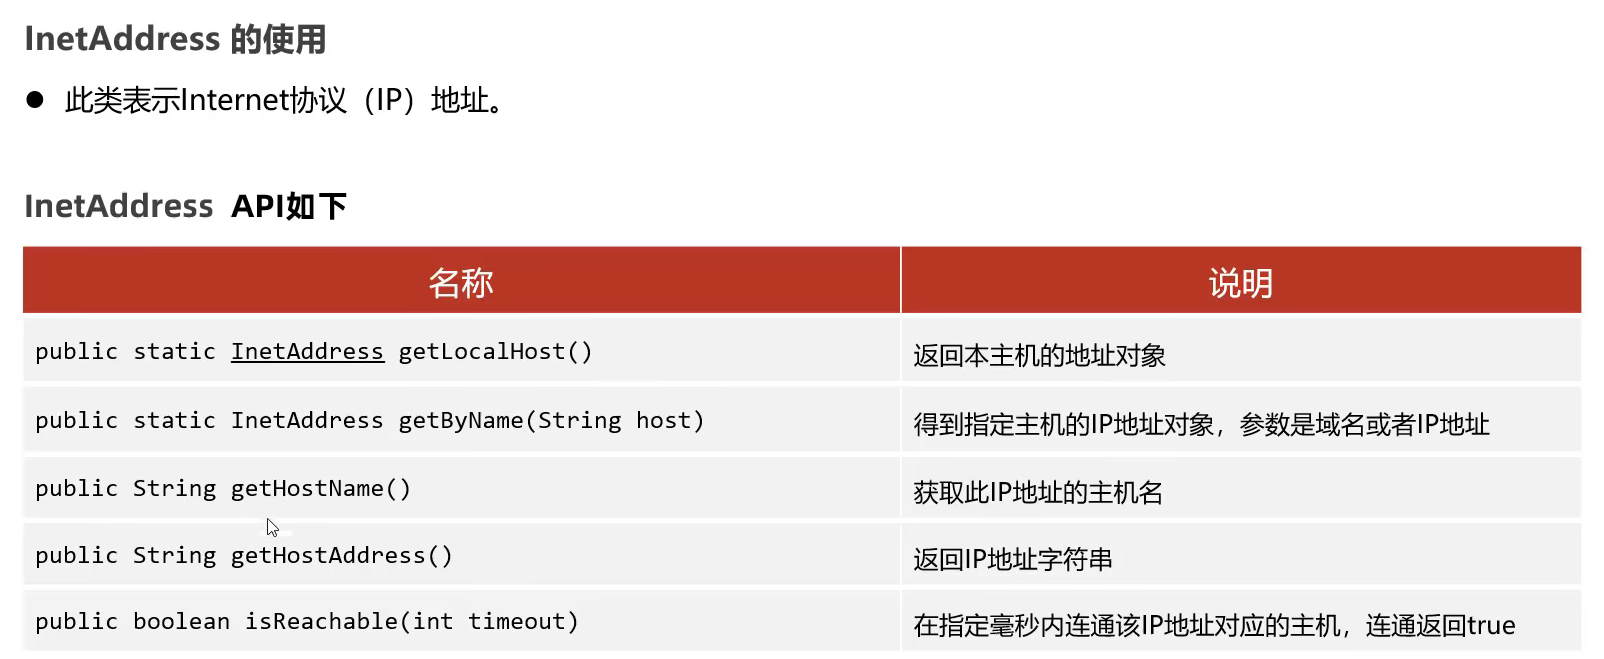 InetAddress 的使用
● 此类表示Internet协议（IP）地址。
InetAddress API如下
名称 说明
public static InetAddress getLocalHost() 返回本主机的地址对象
public static InetAddress getByName(String host) 得到指定主机的IP地址对象，参数是域名或者IP地址
public String getHostName() 获取此IP地址的主机名
public String getHostAddress() 返回IP地址字符串
public boolean isReachable(int timeout) 在指定毫秒内连通该IP地址对应的主机，连通返回true